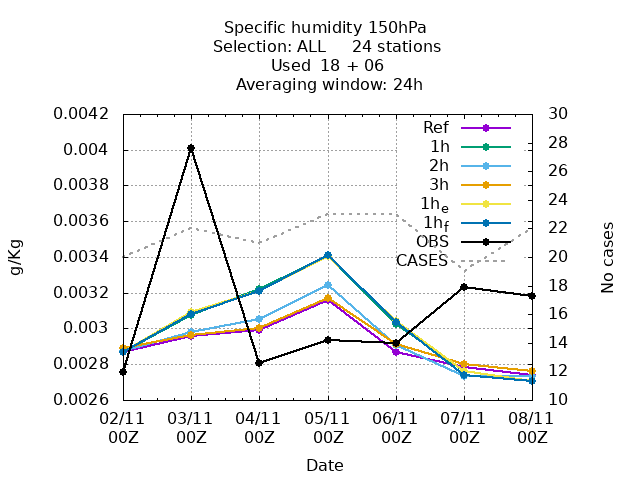 Specific humidity 150hPa
Selection: ALL     24 stations
Used  18 + 06
Averaging window: 24h
g/Kg
0.0042
0.004
0.0038
0.0036
0.0034
0.0032
0.003
0.0028
0.0026
30
28
26
24
22
20
18
16
14
12
10
No cases
Ref
1h
2h
3h
1he
1hf
OBS
CASES
02/11 03/11 04/11 05/11 06/11 07/11 08/11
00Z 00Z 00Z 00Z 00Z 00Z 00Z
Date